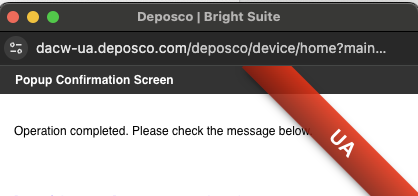 Deposco | Bright Suite
dacw-ua.deposco.com/deposco/device/home?main...
Popup Confirmation Screen
Operation completed. Please check the message below
UA